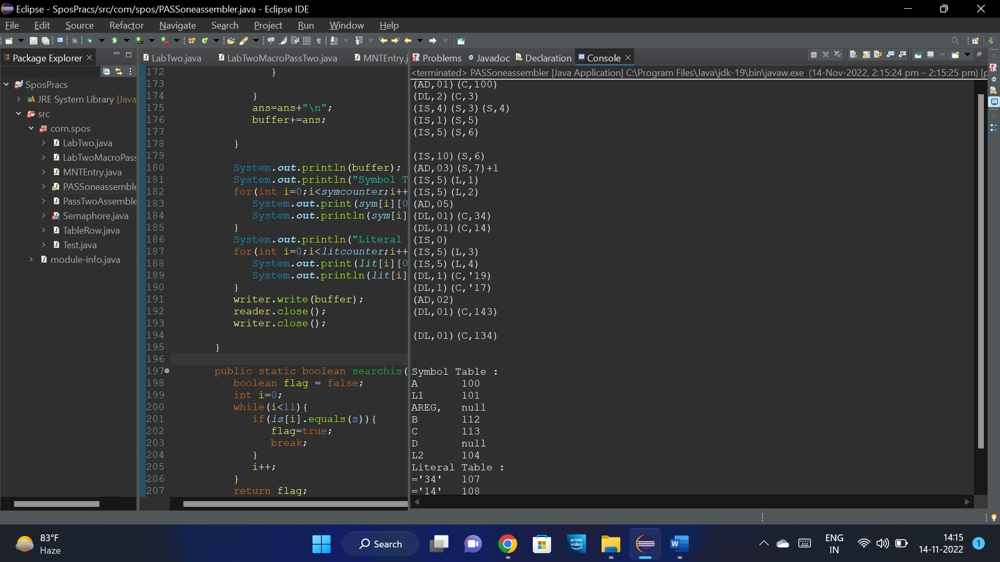 Eclipse - SposPracs/src/com/spos/PASSoneassembler.java - Eclipse IDE
File Edit Source Refactor Navigate Search Project Run Window Help
Package Explorer
SposPracs
JRE System Library [Java
src
com.spos
LabTwo.java
LabTwoMacroPass
MNTEntry.java
PASSoneassemble
PassTwoAssemble
Semaphore.java
TableRow.java
Test.java
module-info.java
LabTwo.java LabTwoMacroPassTwo.java MNTEntry.j
172 }
173
174 }
175 ans=ans+"\n";
176 buffer+=ans;
177
178 }
179
180 System.out.println(buffer);
181 System.out.println("Symbol T
182 for(int i=0;i<symcounter;i++
183 System.out.print(sym[i][0
184 System.out.println(sym[i]
185 }
186 System.out.println("Literal
187 for(int i=0;i<litcounter;i++
188 System.out.print(lit[i][0
189 System.out.println(lit[i]
190 }
191 writer.write(buffer);
192 reader.close();
193 writer.close();
194
195 }
196
197 public static boolean searchis(
198 boolean flag = false;
199 int i=0;
200 while(i<11){
201 if(is[i].equals(s)){
202 flag=true;
203 break;
204 }
205 i++;
206 }
207 return flag;
Problems Javadoc Declaration Console
<terminated> PASSoneassembler [Java Application] C:\Program Files\Java\jdk-19\bin\javaw.exe (14-Nov-2022, 2:15:24 pm – 2:15:25 pm) [p
(AD,01)(C,100)
(DL,2)(C,3)
(IS,4)(S,3)(S,4)
(IS,1)(S,5)
(IS,5)(S,6)
(IS,10)(S,6)
(AD,03)(S,7)+1
(IS,5)(L,1)
(IS,5)(L,2)
(AD,05)
(DL,01)(C,34)
(DL,01)(C,14)
(IS,0)
(IS,5)(L,3)
(IS,5)(L,4)
(DL,1)(C,'19)
(DL,1)(C,'17)
(AD,02)
(DL,01)(C,143)
(DL,01)(C,134)
Symbol Table :
A 100
L1 101
AREG, null
B 112
C 113
D null
L2 104
Literal Table :
='34' 107
='14' 108
83°F
Haze
Search
prime video
W
ENG
IN
14:15
14-11-2022
1